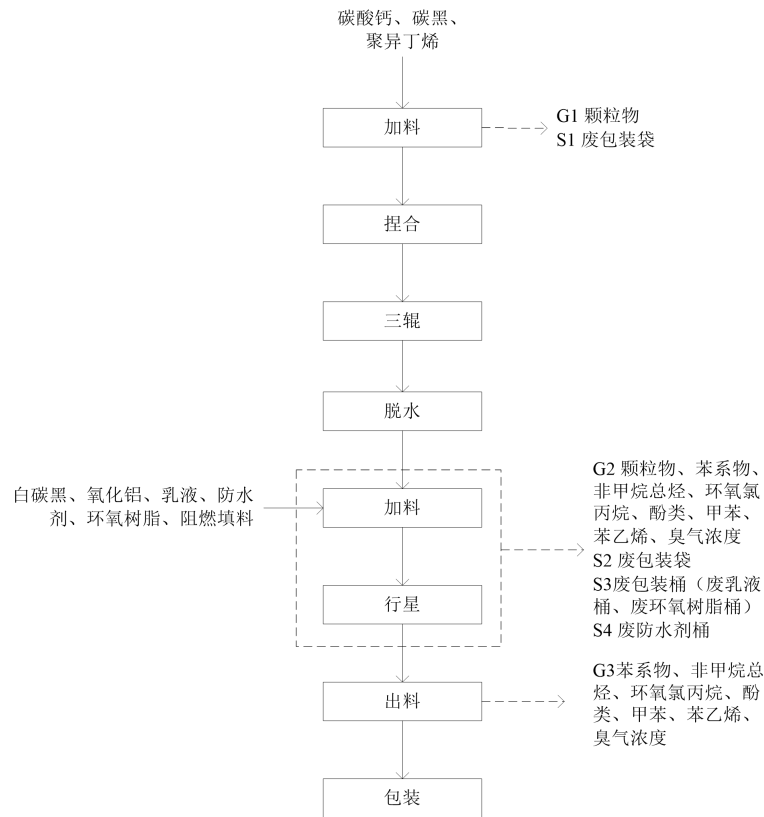 碳酸钙、碳黑、
聚异丁烯
加料
G1 颗粒物
S1 废包装袋
捏合
三辊
脱水
白碳黑、氧化铝、乳液、防水
剂、环氧树脂、阻燃填料
加料
行星
G2 颗粒物、苯系物、
非甲烷总烃、环氧氯
丙烷、酚类、甲苯、
苯乙烯、臭气浓度
S2 废包装袋
S3废包装桶（废乳液
桶、废环氧树脂桶）
S4 废防水剂桶
出料
G3苯系物、非甲烷总
烃、环氧氯丙烷、酚
类、甲苯、苯乙烯、
臭气浓度
包装